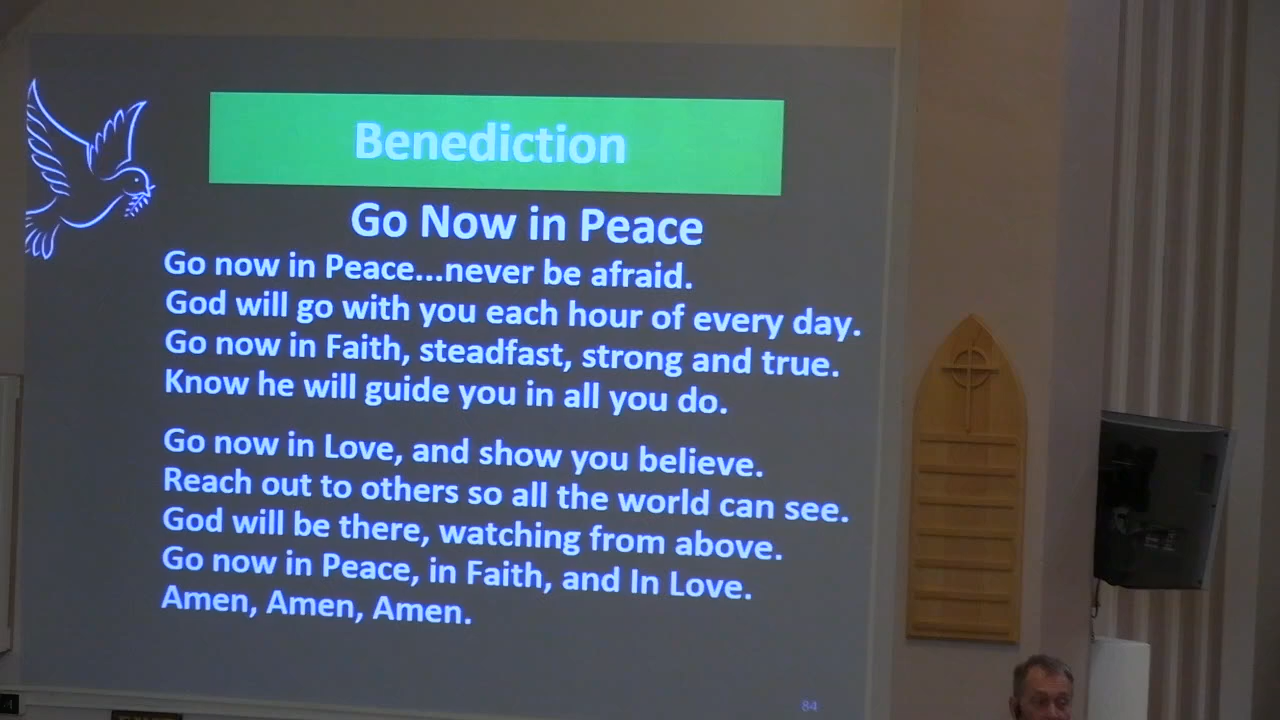 Benediction
Go Now in Peace
Go now in Peace...never be afraid.
God will go with you each hour of every day.
Go now in Faith, steadfast, strong and true.
Know he will guide you in all you do.
Go now in Love, and show you believe.
Reach out to others so all the world can see.
God will be there, watching from above.
Go now in Peace, in Faith, and In Love.
Amen, Amen, Amen.
84